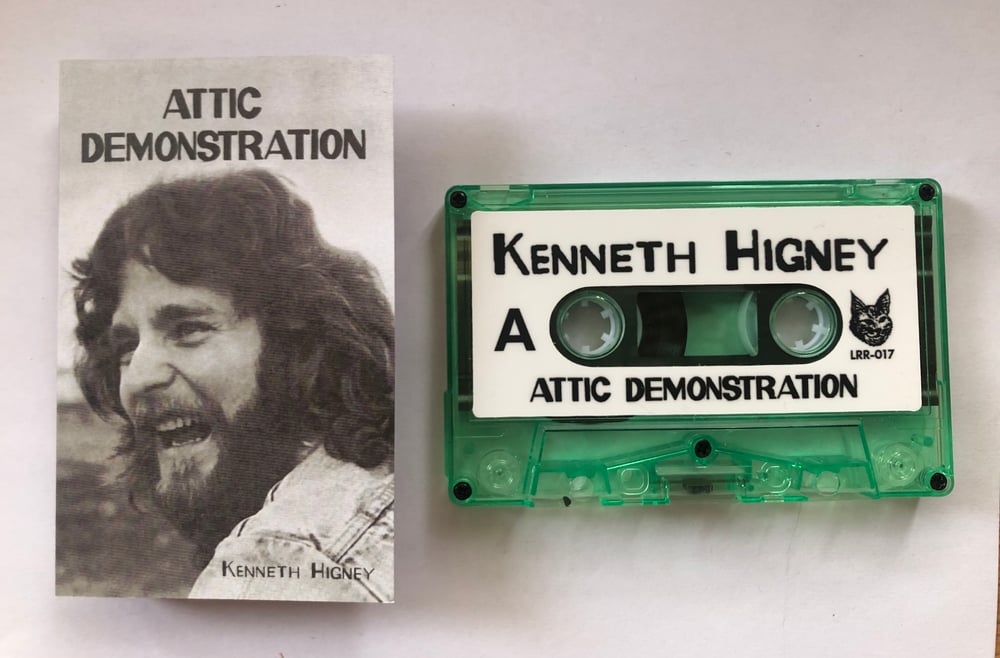 ATTIC
DEMONSTRATION
KENNETH HIGNEY
KENNETH HIGNEY
A
LRR-017
ATTIC DEMONSTRATION